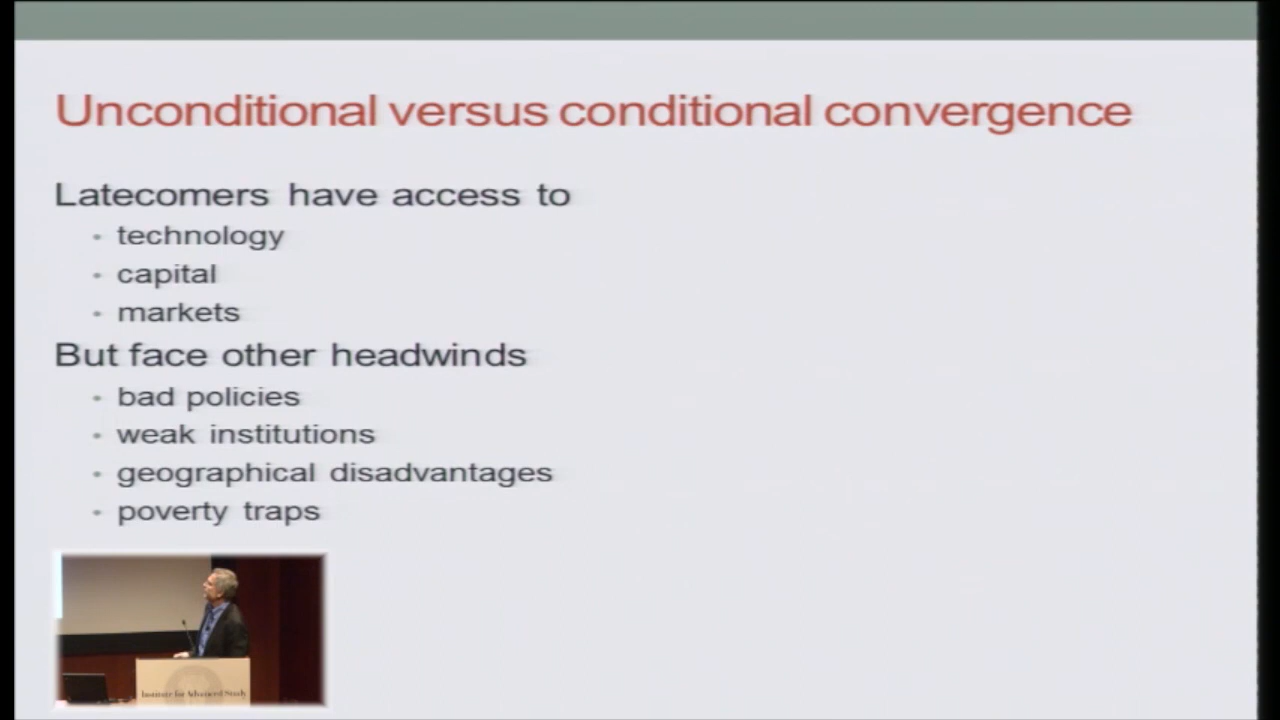 Unconditional versus conditional convergence
Latecomers have access to
• technology
• capital
• markets
But face other headwinds
• bad policies
• weak institutions
• geographical disadvantages
• poverty traps
Institute for Advanced Study